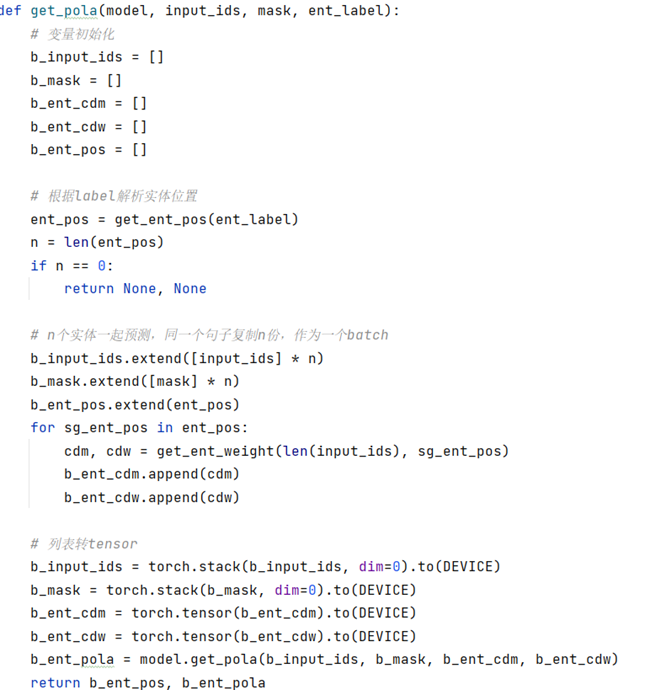 def get_pola(model, input_ids, mask, ent_label):
    # 变量初始化
    b_input_ids = []
    b_mask = []
    b_ent_cdm = []
    b_ent_cdw = []
    b_ent_pos = []

    # 根据label解析实体位置
    ent_pos = get_ent_pos(ent_label)
    n = len(ent_pos)
    if n == 0:
        return None, None

    # n个实体一起预测，同一个句子复制n份，作为一个batch
    b_input_ids.extend([input_ids] * n)
    b_mask.extend([mask] * n)
    b_ent_pos.extend(ent_pos)
    for sg_ent_pos in ent_pos:
        cdm, cdw = get_ent_weight(len(input_ids), sg_ent_pos)
        b_ent_cdm.append(cdm)
        b_ent_cdw.append(cdw)

    # 列表转tensor
    b_input_ids = torch.stack(b_input_ids, dim=0).to(DEVICE)
    b_mask = torch.stack(b_mask, dim=0).to(DEVICE)
    b_ent_cdm = torch.tensor(b_ent_cdm).to(DEVICE)
    b_ent_cdw = torch.tensor(b_ent_cdw).to(DEVICE)
    b_ent_pola = model.get_pola(b_input_ids, b_mask, b_ent_cdm, b_ent_cdw)
    return b_ent_pos, b_ent_pola